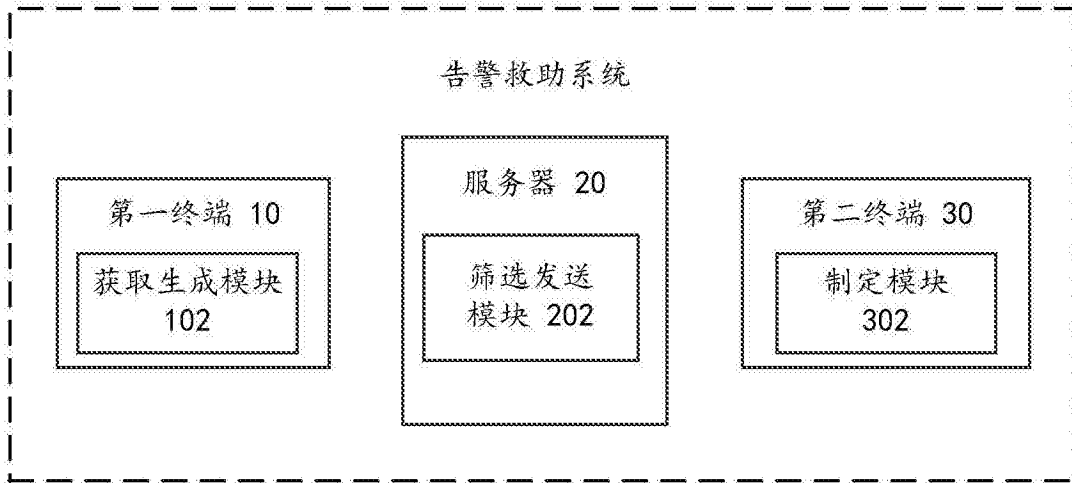 告警救助系统
第一终端 10
获取生成模块
102
服务器 20
筛选发送
模块 202
第二终端 30
制定模块
302